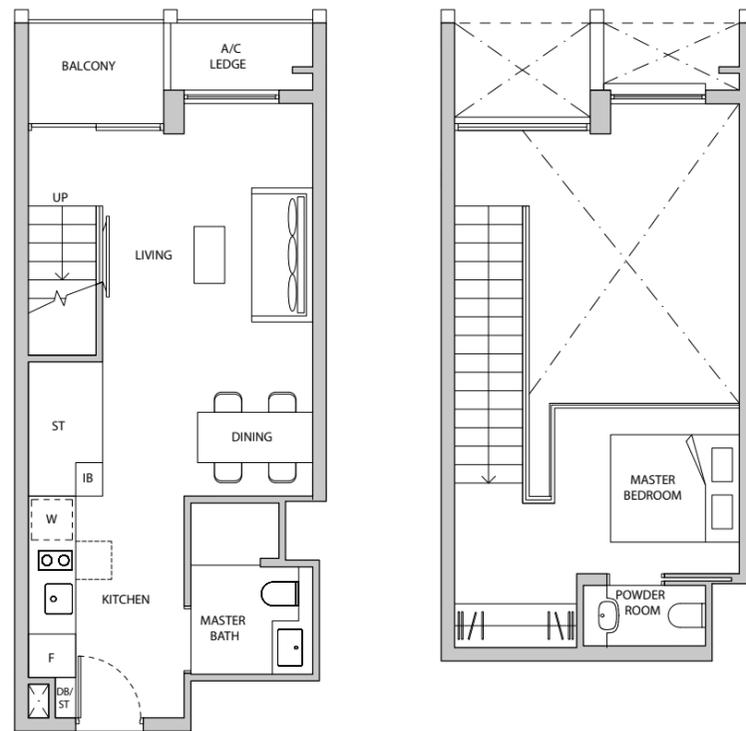 BALCONY
A/C
LEDGE
UP
LIVING
ST
DINING
IB
W
KITCHEN
MASTER
BATH
F
DB/
ST
MASTER
BEDROOM
POWDER
ROOM